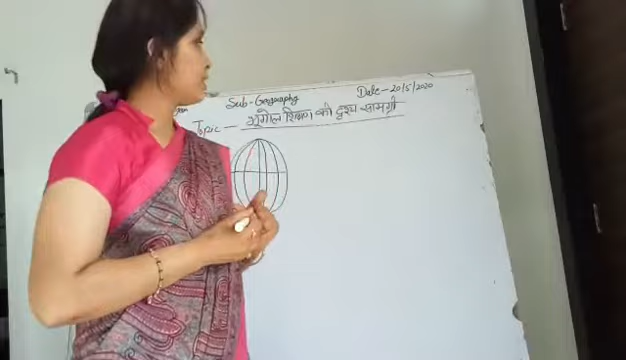 Sub - Geography
Date - 20/5/2020
Topic - भूगोल शिक्षण की दृश्य सामग्री